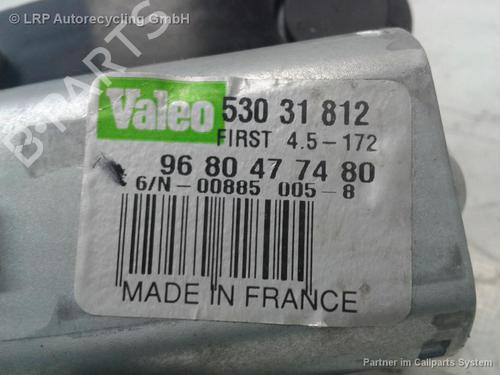 © LRP Autorecycling GmbH
B-PARTS
Valeo 530 31 812
FIRST 4.5-172
96 80 47 74 80
6/N-00885 005-8
MADE IN FRANCE
Partner im Callparts System